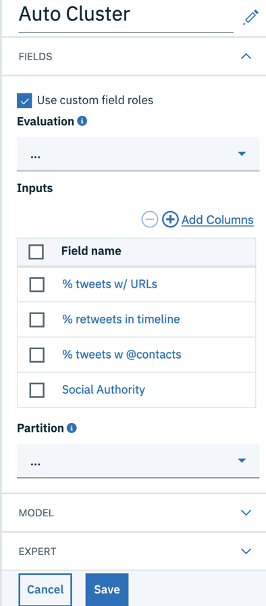 Auto Cluster
FIELDS
Use custom field roles
Evaluation
...
Inputs
Add Columns
Field name
% tweets w/ URLs
% retweets in timeline
% tweets w @contacts
Social Authority
Partition
...
MODEL
EXPERT
Cancel Save